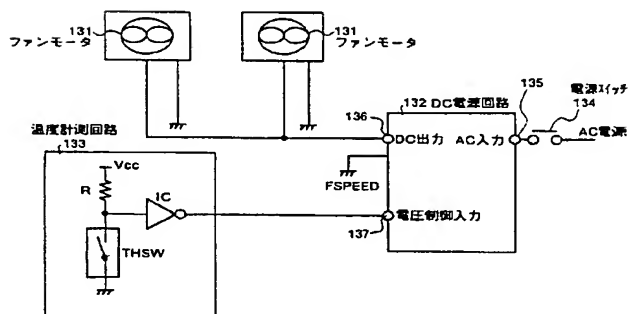 131
ファンモータ
131
ファンモータ
132 DC電源回路
電源スイッチ
134
135
136
DC出力
AC入力
AC電源
FSPEED
電圧制御入力
137
温度計測回路
133
Vcc
R
IC
THSW